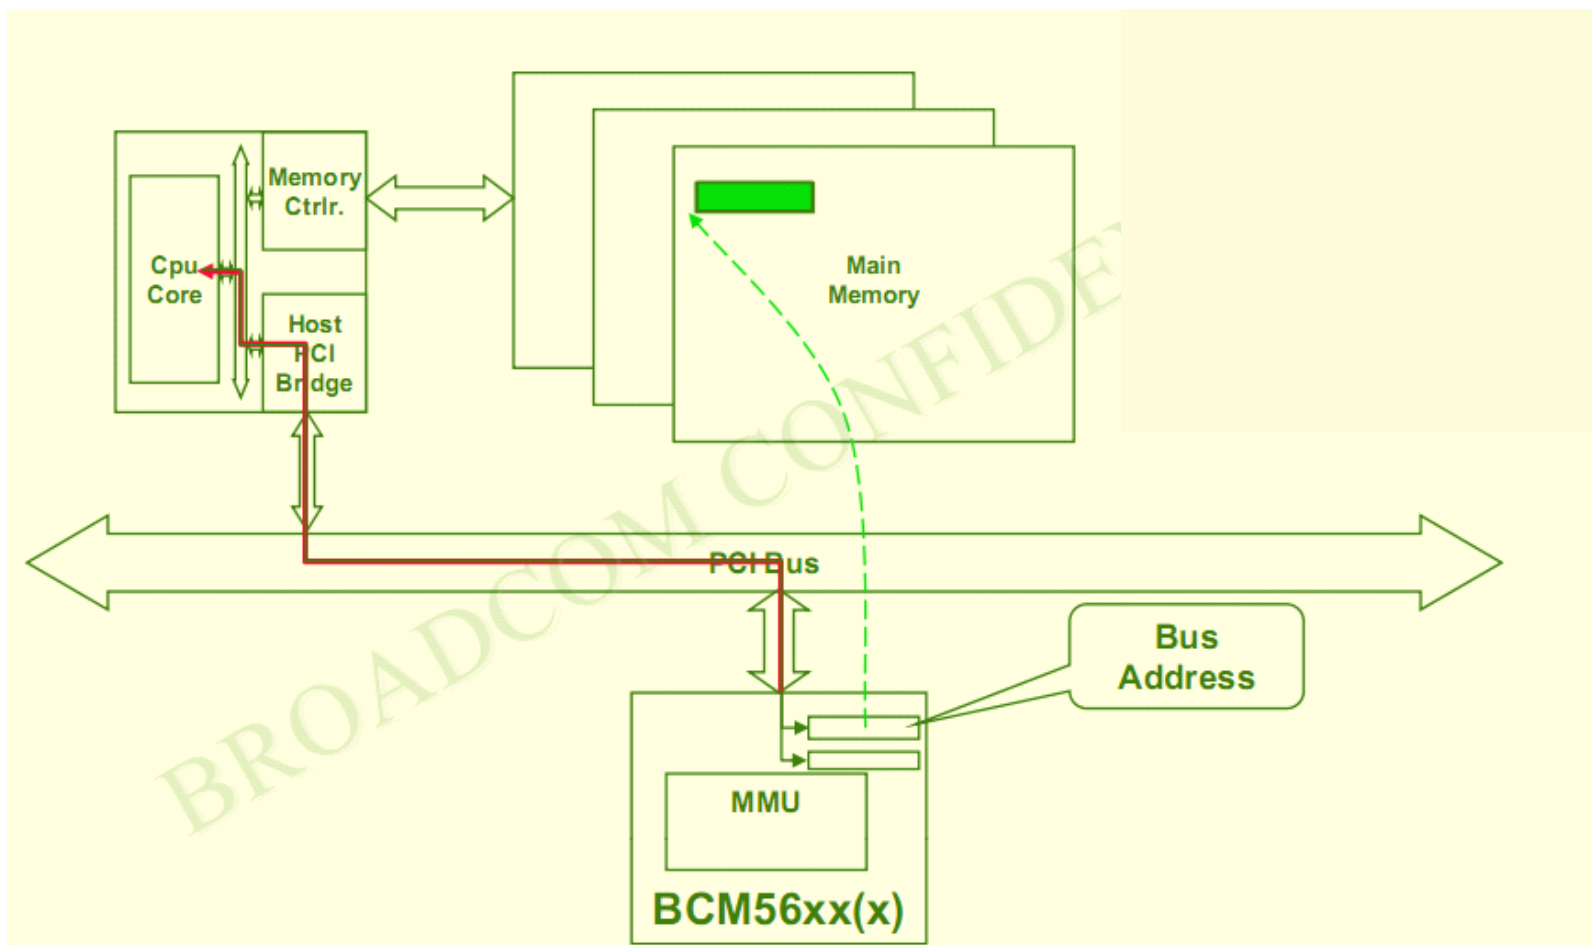 Memory
Ctrlr.
Cpu
Core
Host
PCI
Bridge
Main
Memory
PCI Bus
Bus
Address
MMU
BCM56xx(x)
BROADCOM CONFIDE